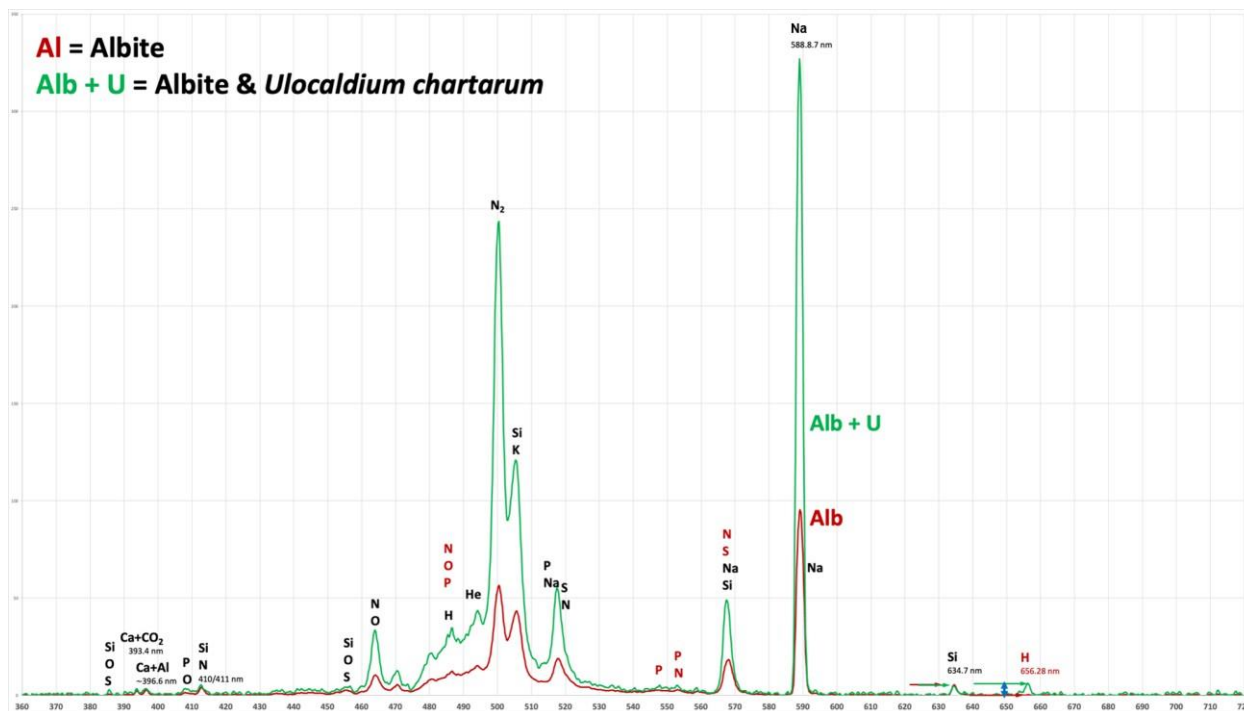 Al = Albite
Alb + U = Albite & Ulocaldium chartarum
Na
588.8.7 nm
N₂
Si
K
Alb + U
Alb
N
O
P
H
He
P
Na
S
N
N
S
Na
Si
Na
N
O
Si
O
S
Ca+CO₂
393.4 nm
Ca+Al
~396.6 nm
P
O
Si
N
410/411 nm
Si
O
S
P
P
N
Si
634.7 nm
H
656.28 nm
50
360 370 380 390 400 410 420 430 440 450 460 470 480 490 500 510 520 530 540 550 560 570 580 590 600 610 620 630 640 650 660 670 680 690 700 710